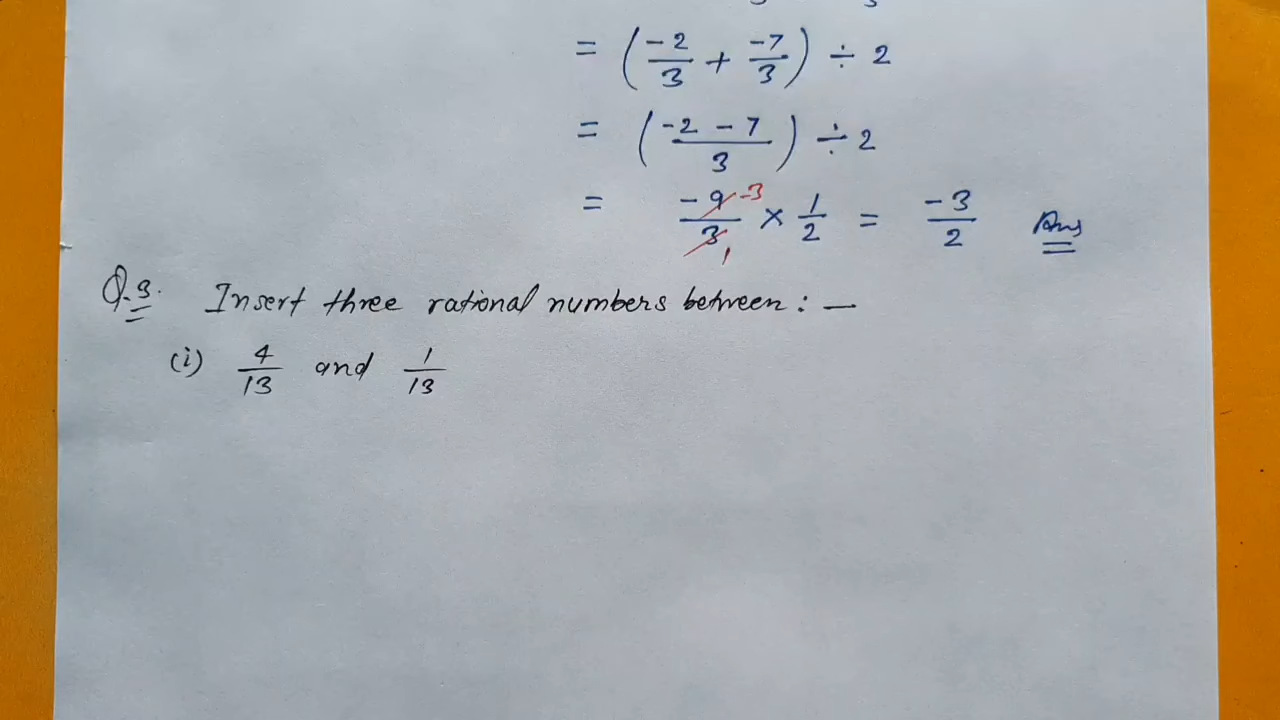 = (-2/3 + -7/3) ÷ 2
= (-2 - 7/3) ÷ 2
= -9/3 -3 1 × 1/2 = -3/2 Ans
Q.3. Insert three rational numbers between : —
(i) 4/13 and 1/13